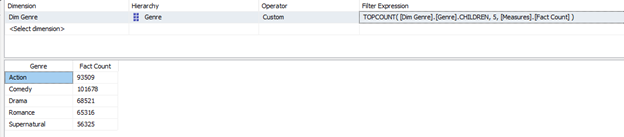 Dimension Hierarchy Operator Filter Expression
Dim Genre Genre Custom TOPCOUNT( [Dim Genre].[Genre].CHILDREN, 5, [Measures].[Fact Count] )
<Select dimension>
Genre Fact Count
Action 93509
Comedy 101678
Drama 68521
Romance 65316
Supernatural 56325